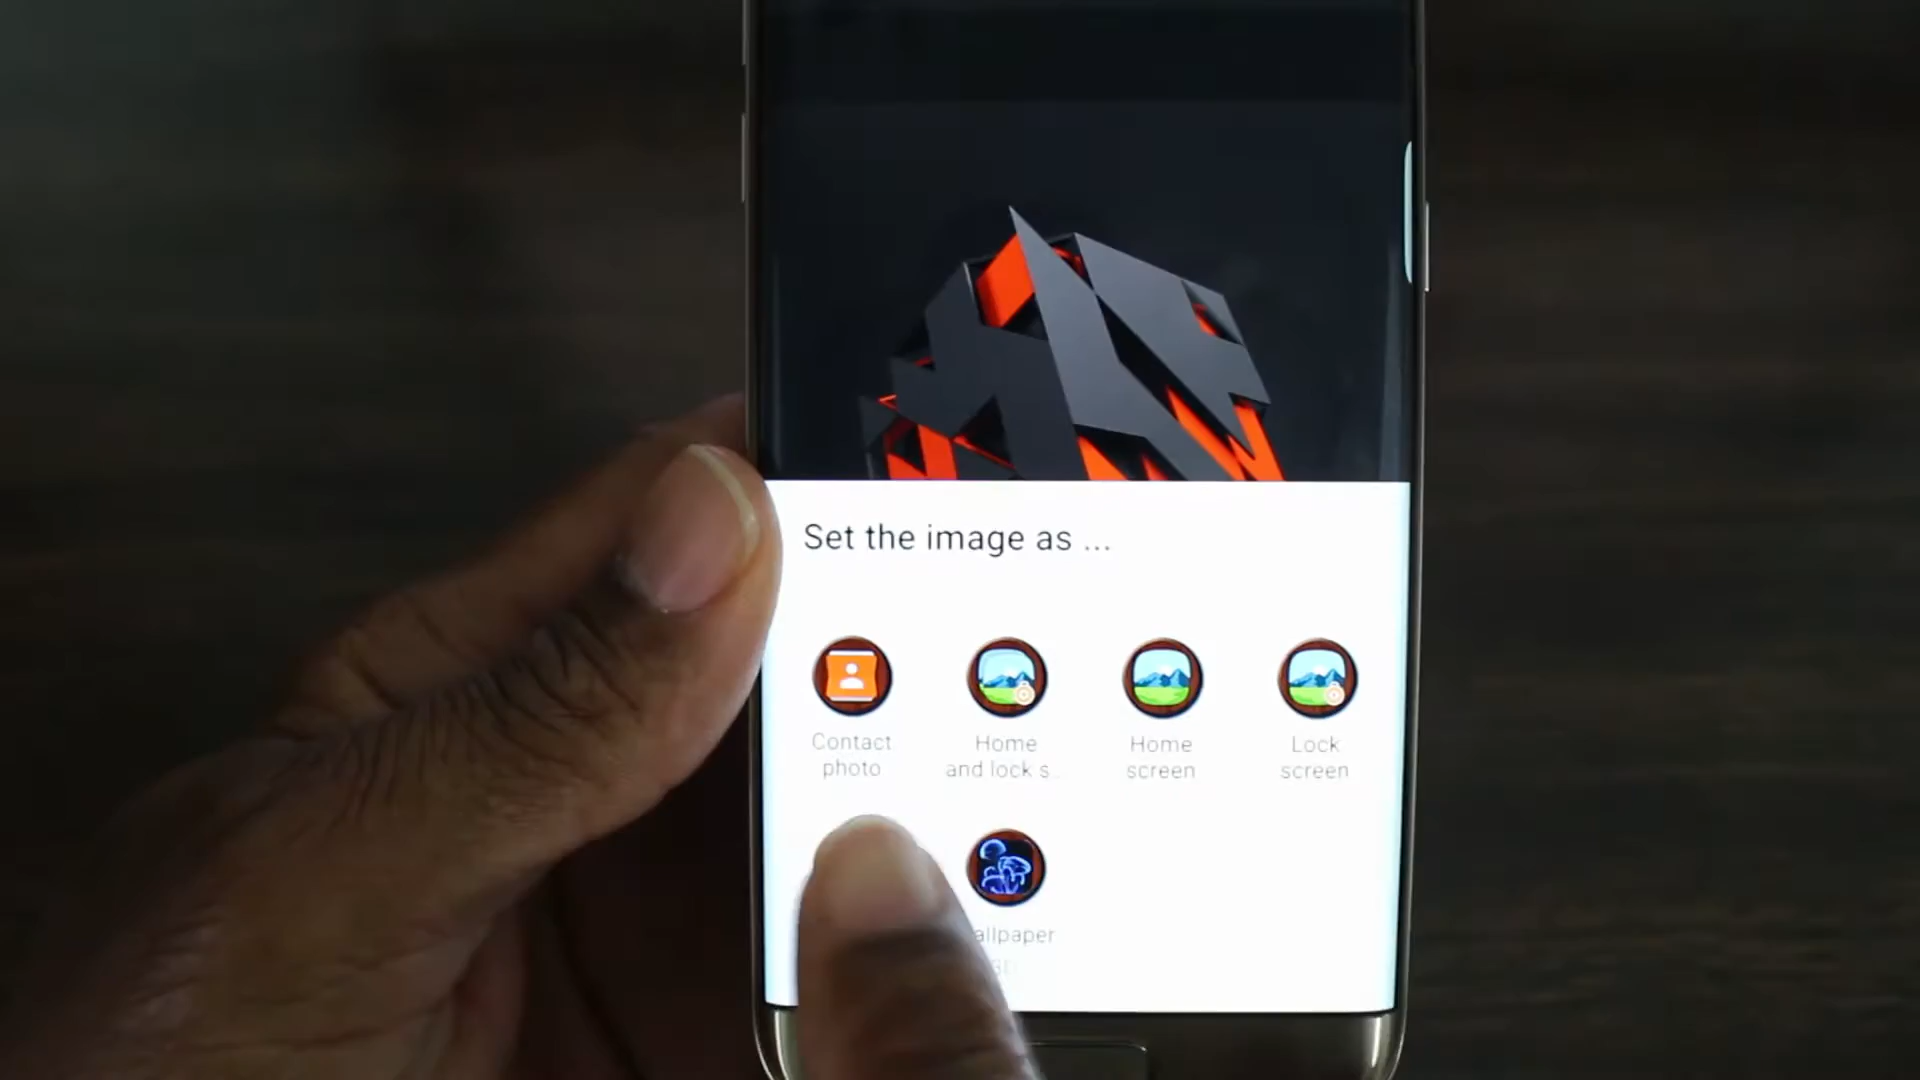 Set the image as ...
Contact
photo
Home
and lock s...
Home
screen
Lock
screen
allpaper